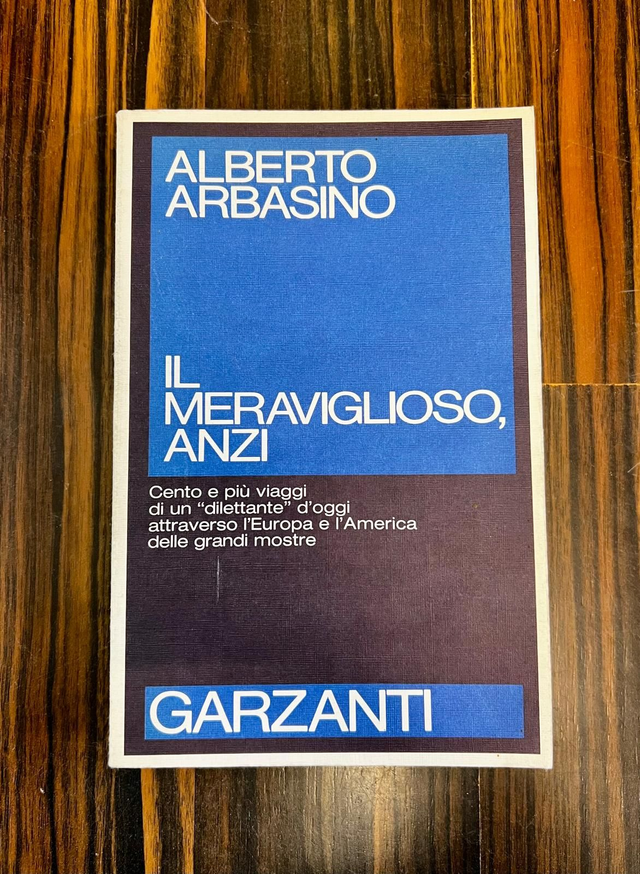 ALBERTO
ARBASINO
IL
MERAVIGLIOSO,
ANZI
Cento e più viaggi
di un “dilettante” d’oggi
attraverso l’Europa e l’America
delle grandi mostre
GARZANTI